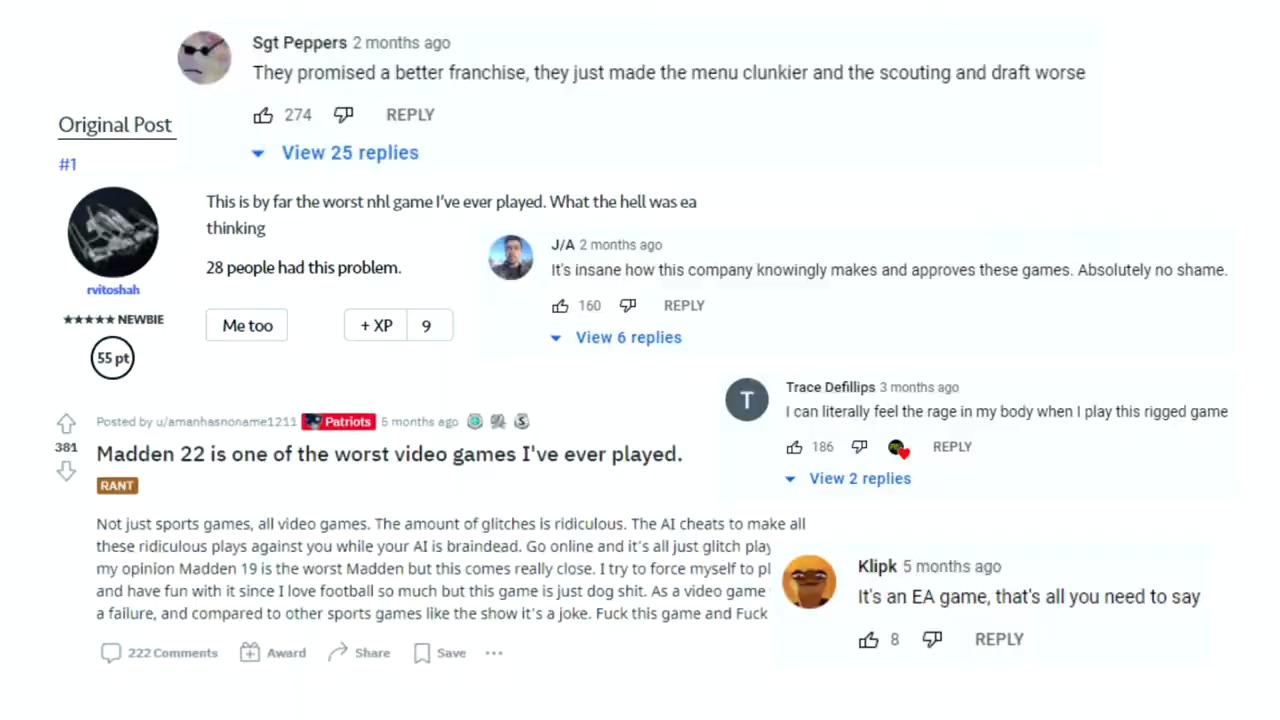 Sgt Peppers 2 months ago
They promised a better franchise, they just made the menu clunkier and the scouting and draft worse
274 REPLY
View 25 replies
Original Post
#1
This is by far the worst nhl game I've ever played. What the hell was ea
thinking
28 people had this problem.
rvitoshah
★★★★★ NEWBIE
Me too + XP 9
55 pt
J/A 2 months ago
It's insane how this company knowingly makes and approves these games. Absolutely no shame.
160 REPLY
View 6 replies
T
Trace Defillips 3 months ago
I can literally feel the rage in my body when I play this rigged game
186 REPLY
View 2 replies
Posted by u/amanhasnoname1211 Patriots 5 months ago
381
Madden 22 is one of the worst video games I've ever played.
RANT
Not just sports games, all video games. The amount of glitches is ridiculous. The AI cheats to make all
these ridiculous plays against you while your AI is braindead. Go online and it's all just glitch play
my opinion Madden 19 is the worst Madden but this comes really close. I try to force myself to pl
and have fun with it since I love football so much but this game is just dog shit. As a video game
a failure, and compared to other sports games like the show it's a joke. Fuck this game and Fuck
222 Comments Award Share Save ...
Klipk 5 months ago
It's an EA game, that's all you need to say
8 REPLY